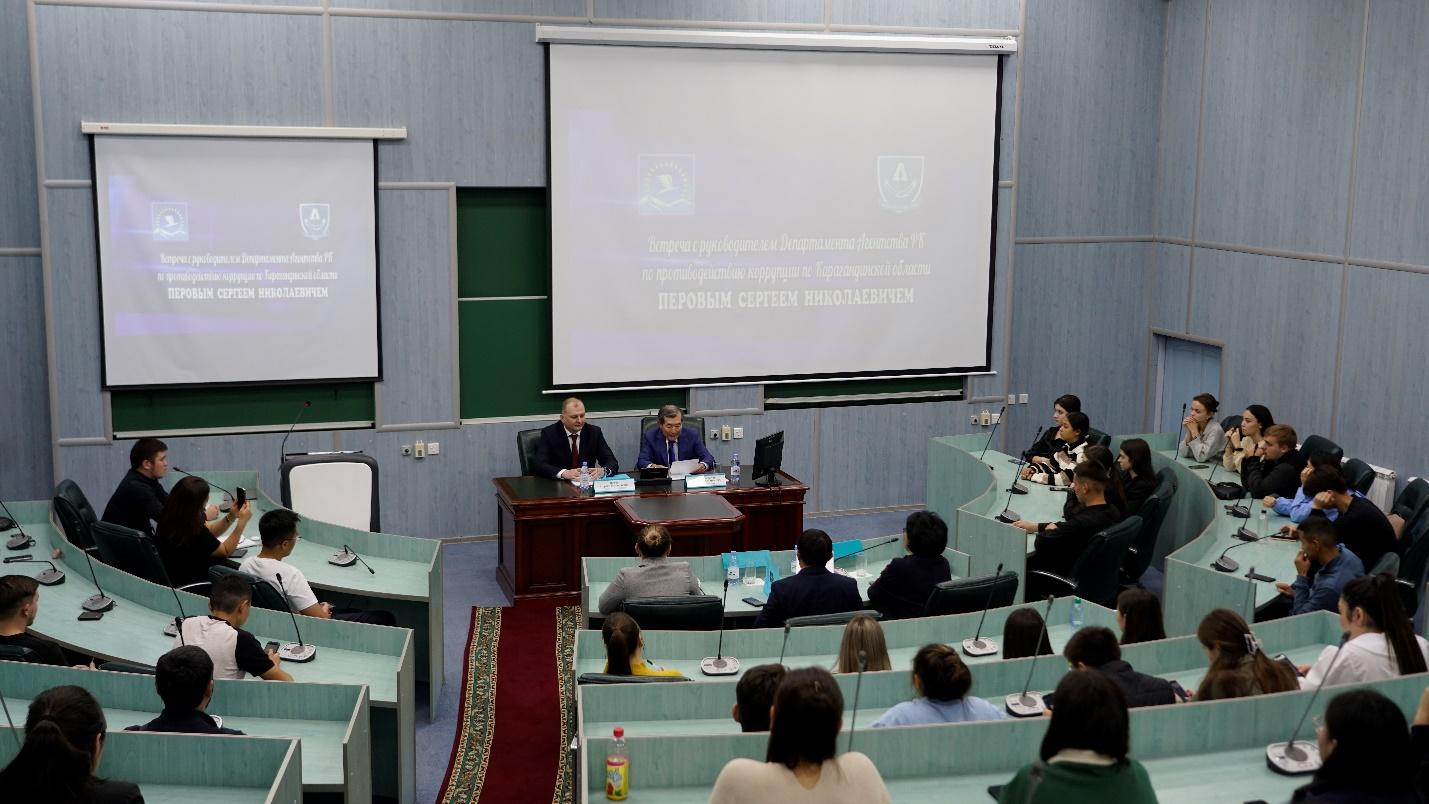 Встреча с руководителем Департамента Агентства РК
по противодействию коррупции по Карагандинской области
ПЕРОВЫМ СЕРГЕЕМ НИКОЛАЕВИЧЕМ
Встреча с руководителем Департамента Агентства РК
по противодействию коррупции по Карагандинской области
ПЕРОВЫМ СЕРГЕЕМ НИКОЛАЕВИЧЕМ